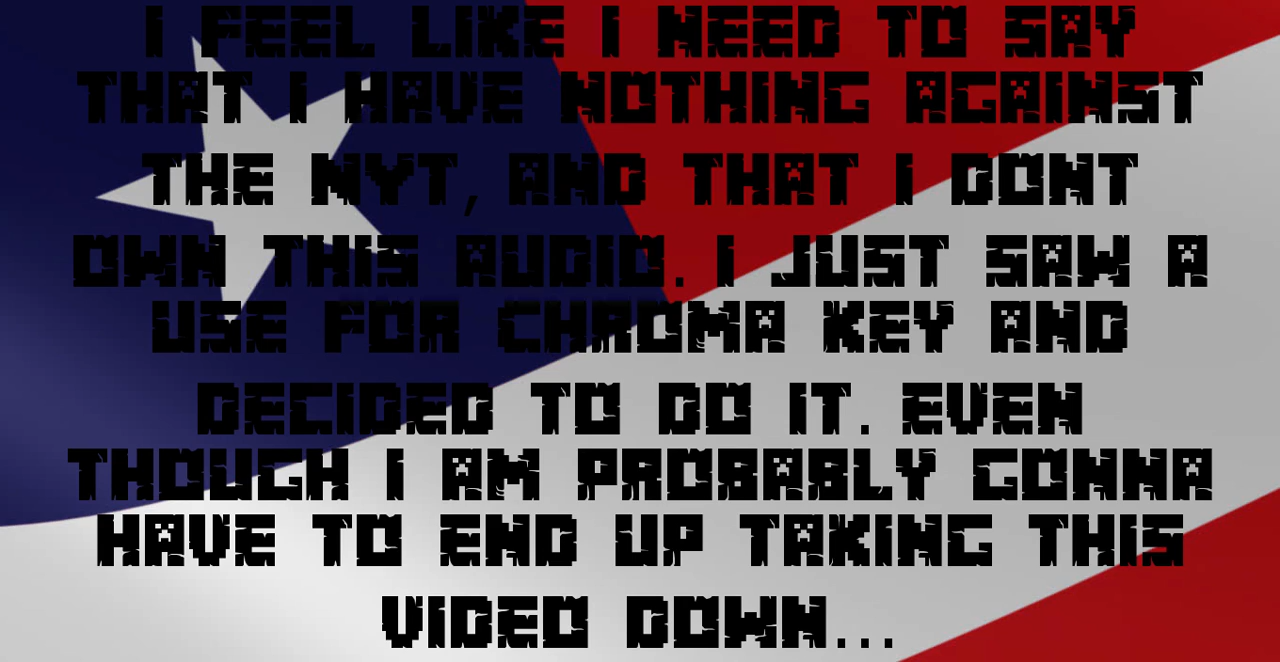 I FEEL LIKE I NEED TO SAY
THAT I HAVE NOTHING AGAINST
THE NYT, AND THAT I DONT
OWN THIS AUDIO. I JUST SAW A
USE FOR CHROMA KEY AND
DECIDED TO DO IT. EVEN
THOUGH I AM PROBABLY GONNA
HAVE TO END UP TAKING THIS
VIDEO DOWN...